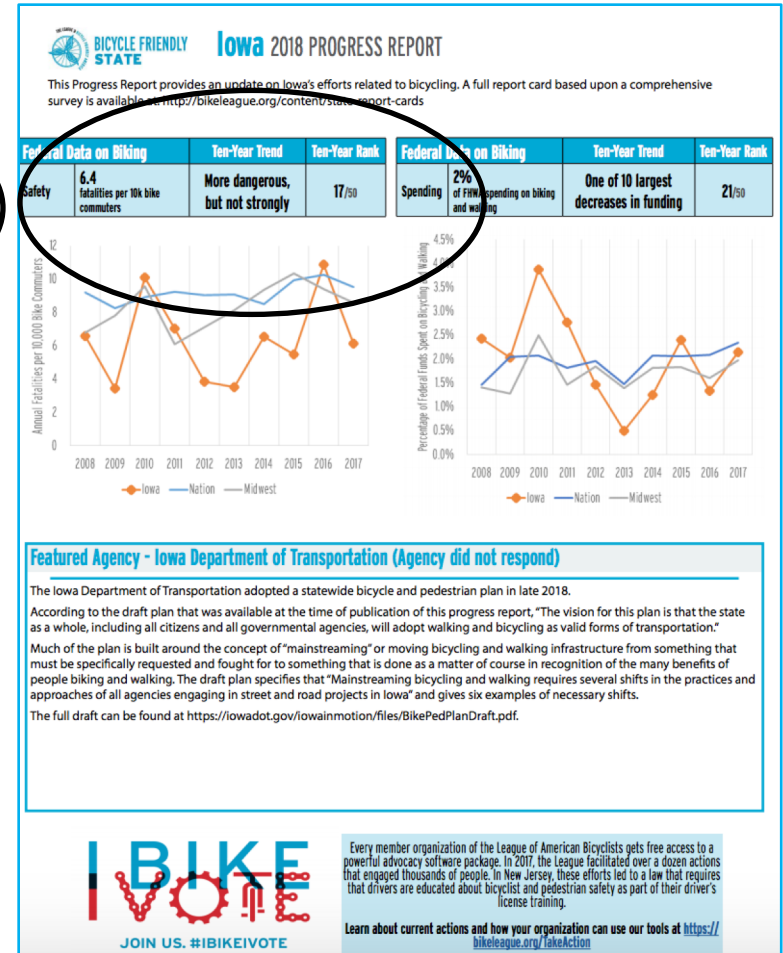 THE LEAGUE OF
BICYCLE FRIENDLY
STATE
Iowa 2018 PROGRESS REPORT
This Progress Report provides an update on Iowa's efforts related to bicycling. A full report card based upon a comprehensive
survey is available at: http://bikeleague.org/content/state-report-cards
Federal Data on Biking Ten-Year Trend Ten-Year Rank
Safety 6.4 fatalities per 10k bike commuters More dangerous, but not strongly 17/50
Federal Data on Biking Ten-Year Trend Ten-Year Rank
Spending 2% of FHWA spending on biking and walking One of 10 largest decreases in funding 21/50
Annual Fatalities per 10,000 Bike Commuters
12
10
8
6
4
2
0
2008 2009 2010 2011 2012 2013 2014 2015 2016 2017
Iowa Nation Midwest
Percentage of Federal Funds Spent on Bicycling and Walking
4.5%
4.0%
3.5%
3.0%
2.5%
2.0%
1.5%
1.0%
0.5%
0.0%
2008 2009 2010 2011 2012 2013 2014 2015 2016 2017
Iowa Nation Midwest
Featured Agency - Iowa Department of Transportation (Agency did not respond)
The Iowa Department of Transportation adopted a statewide bicycle and pedestrian plan in late 2018.
According to the draft plan that was available at the time of publication of this progress report, "The vision for this plan is that the state
as a whole, including all citizens and all governmental agencies, will adopt walking and bicycling as valid forms of transportation."
Much of the plan is built around the concept of "mainstreaming" or moving bicycling and walking infrastructure from something that
must be specifically requested and fought for to something that is done as a matter of course in recognition of the many benefits of
people biking and walking. The draft plan specifies that "Mainstreaming bicycling and walking requires several shifts in the practices and
approaches of all agencies engaging in street and road projects in Iowa" and gives six examples of necessary shifts.
The full draft can be found at https://iowadot.gov/iowainmotion/files/BikePedPlanDraft.pdf.
I BIKE
I VOTE
JOIN US. #IBIKEIVOTE
Every member organization of the League of American Bicyclists gets free access to a
powerful advocacy software package. In 2017, the League facilitated over a dozen actions
that engaged thousands of people. In New Jersey, these efforts led to a law that requires
that drivers are educated about bicyclist and pedestrian safety as part of their driver's
license training.
Learn about current actions and how your organization can use our tools at https://
bikeleague.org/TakeAction